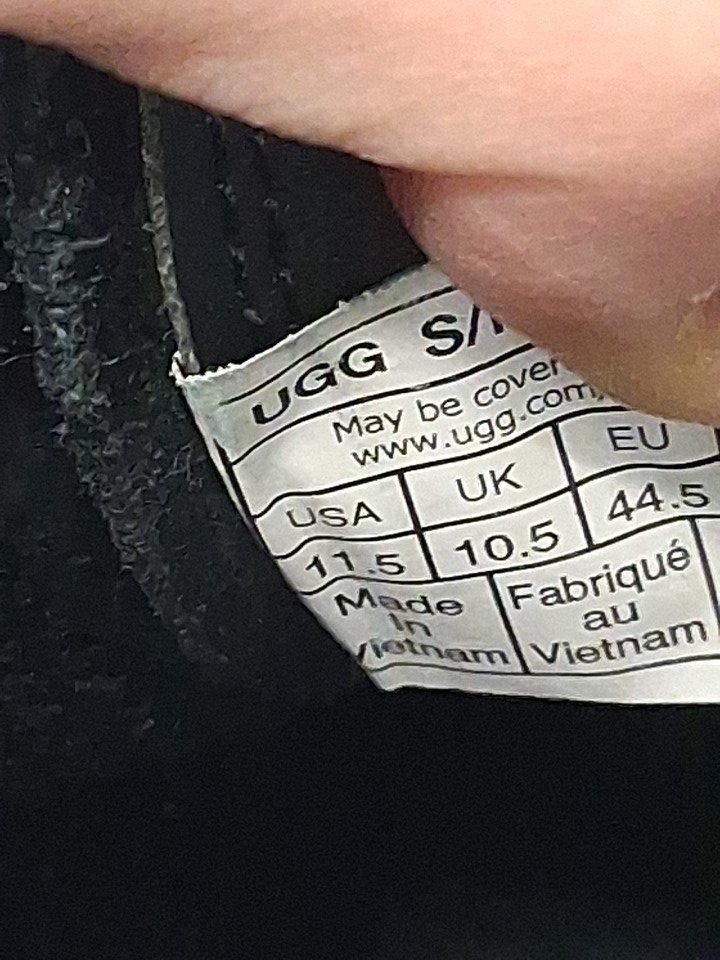 UGG S/
May be cover
www.ugg.com/
USA UK EU
11.5 10.5 44.5
Made
In
Vietnam
Fabriqué
au
Vietnam